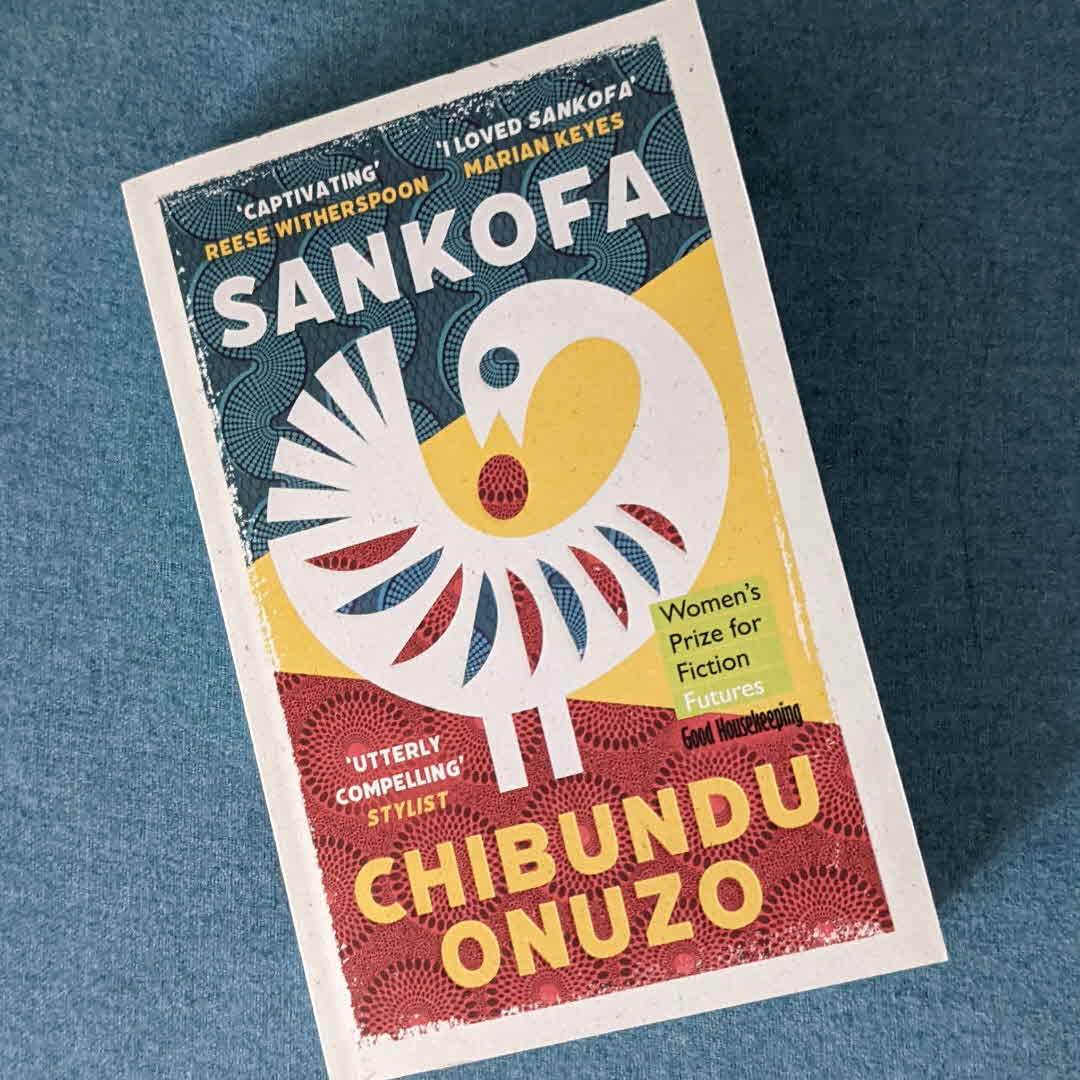 'CAPTIVATING'
REESE WITHERSPOON
'I LOVED SANKOFA'
MARIAN KEYES
SANKOFA
Women's
Prize for
Fiction
Futures
Good Housekeeping
'UTTERLY
COMPELLING'
STYLIST
CHIBUNDU
ONUZO